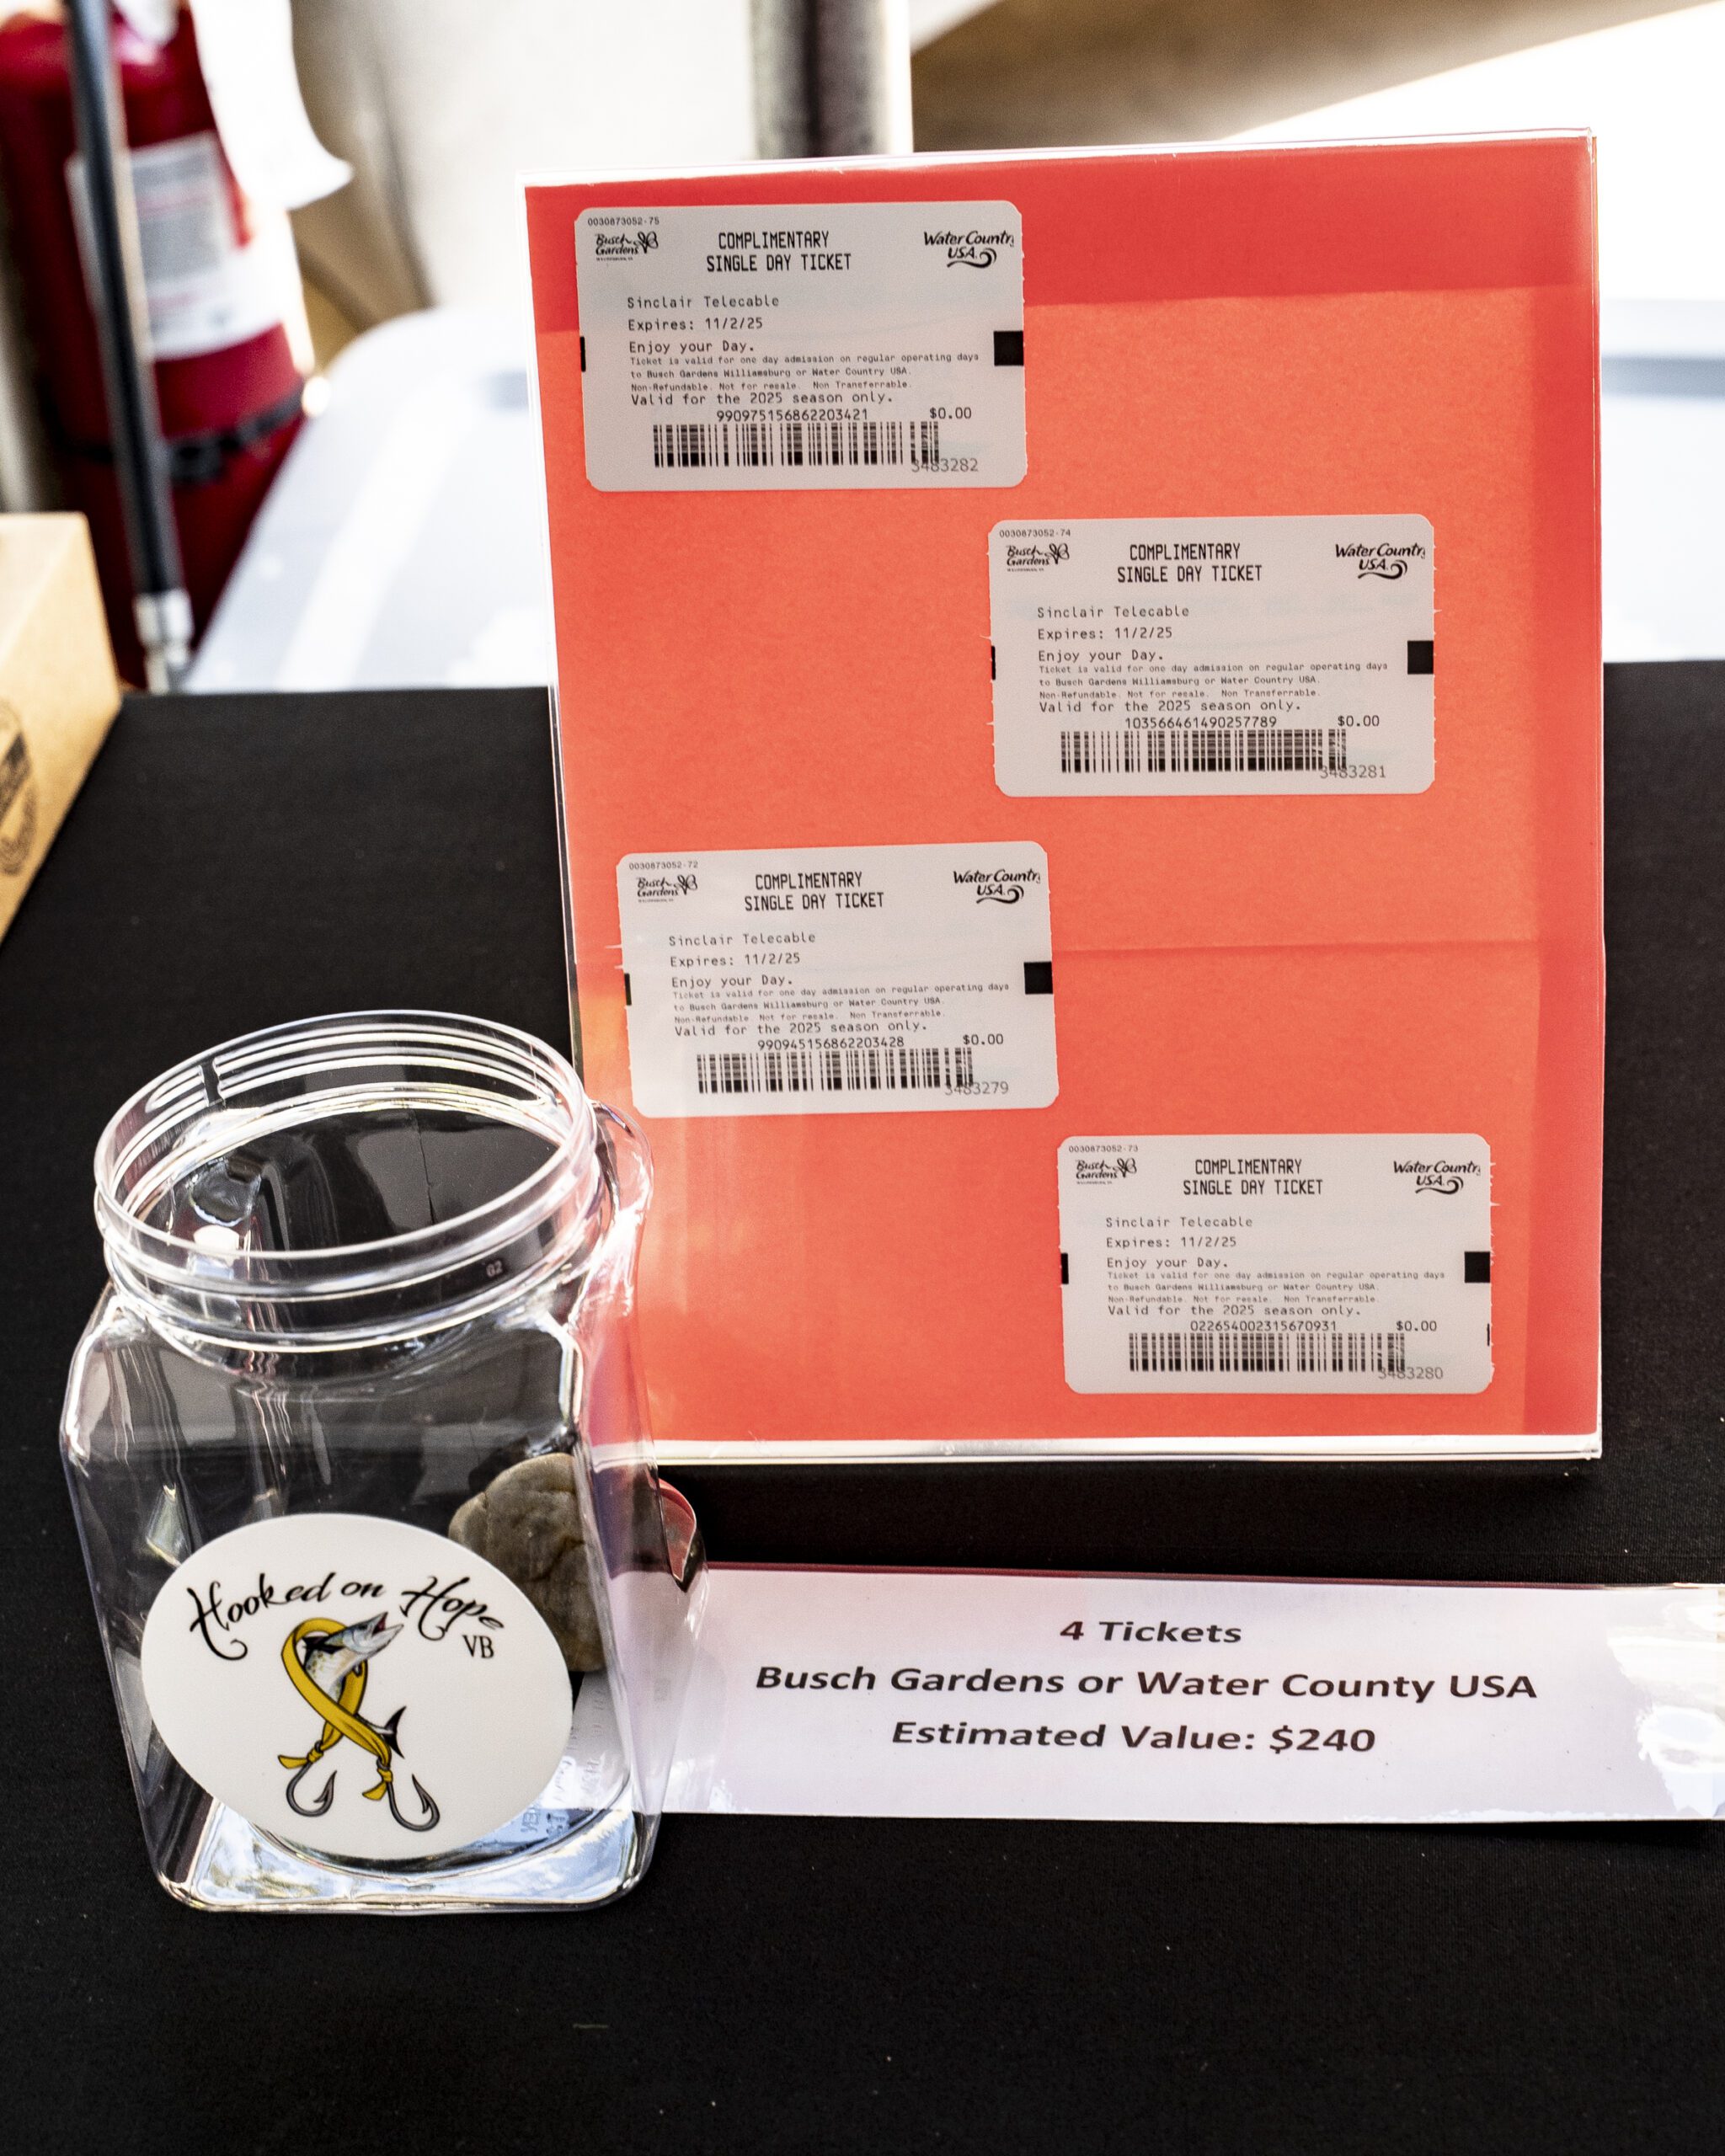 0030873052-75
Busch Gardens
COMPLIMENTARY
SINGLE DAY TICKET
Water Country USA
Sinclair Telecable
Expires: 11/2/25
Enjoy your Day.
Ticket is valid for one day admission on regular operating days
to Busch Gardens Williamsburg or Water Country USA.
Non-Refundable. Not for resale. Non Transferrable.
Valid for the 2025 season only.
990975156862203421 $0.00
3483282
0030873052-74
Busch Gardens
COMPLIMENTARY
SINGLE DAY TICKET
Water Country USA
Sinclair Telecable
Expires: 11/2/25
Enjoy your Day.
Ticket is valid for one day admission on regular operating days
to Busch Gardens Williamsburg or Water Country USA.
Non-Refundable. Not for resale. Non Transferrable.
Valid for the 2025 season only.
103566461490257789 $0.00
3483281
0030873052-72
Busch Gardens
COMPLIMENTARY
SINGLE DAY TICKET
Water Country USA
Sinclair Telecable
Expires: 11/2/25
Enjoy your Day.
Ticket is valid for one day admission on regular operating days
to Busch Gardens Williamsburg or Water Country USA.
Non-Refundable. Not for resale. Non Transferrable.
Valid for the 2025 season only.
990945156862203428 $0.00
3483279
0030873052-73
Busch Gardens
COMPLIMENTARY
SINGLE DAY TICKET
Water Country USA
Sinclair Telecable
Expires: 11/2/25
Enjoy your Day.
Ticket is valid for one day admission on regular operating days
to Busch Gardens Williamsburg or Water Country USA.
Non-Refundable. Not for resale. Non Transferrable.
Valid for the 2025 season only.
022654002315670931 $0.00
3483280
G2
Hooked on Hope
VB
4 Tickets
Busch Gardens or Water County USA
Estimated Value: $240